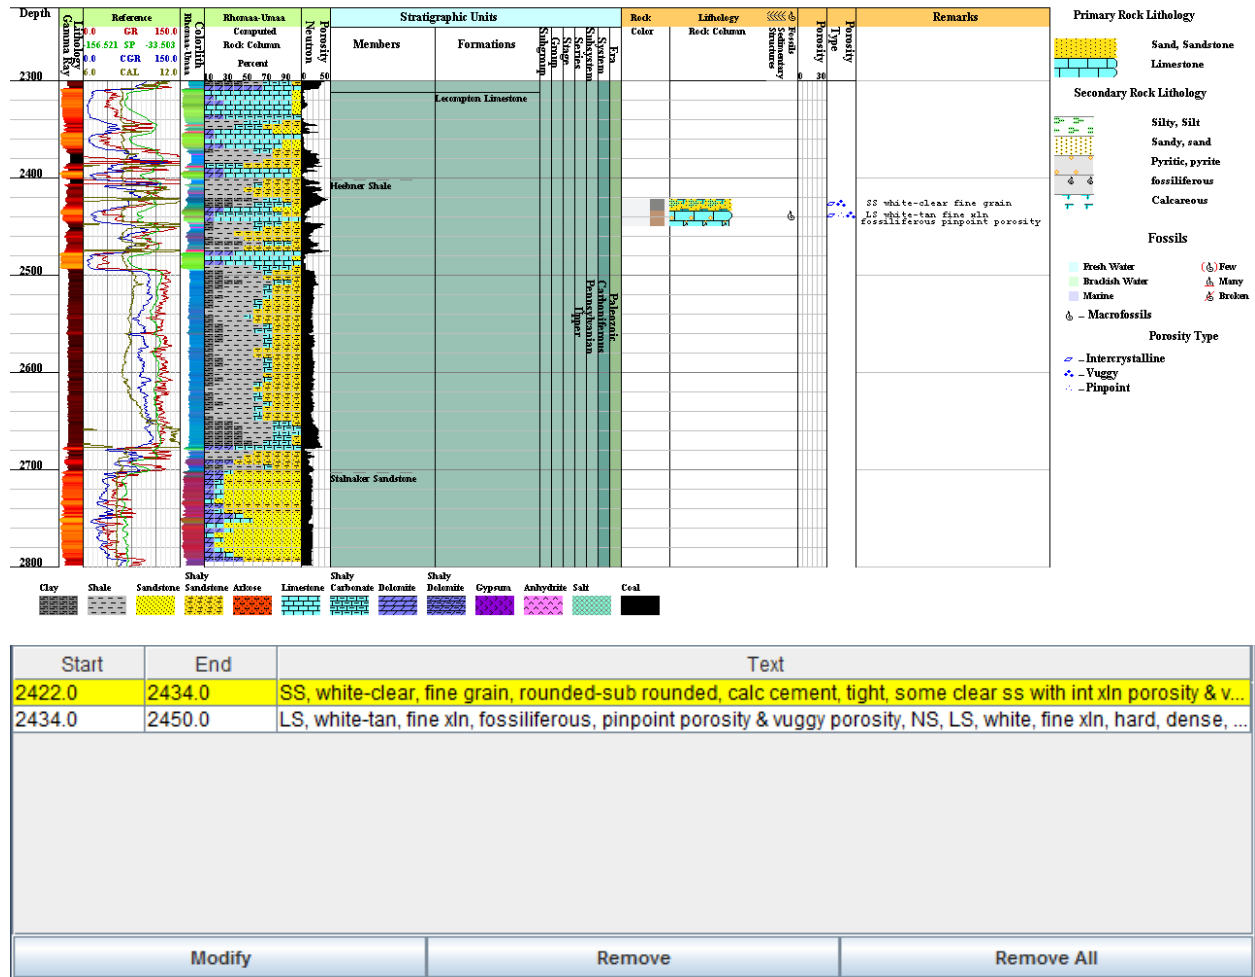 Depth
Lithology
Gamma Ray
Reference
0.0 GR 150.0
-156.521 SP -33.503
0.0 CGR 150.0
6.0 CAL 12.0
Colorlith
Rhomaa-Umaa
Rhomaa-Umaa
Computed
Rock Column
Percent
10 30 50 70 90
Porosity
Neutron
0 50
Stratigraphic Units
Members
Formations
Subgroup
Group
Stage
Series
Subsystem
System
Era
Rock
Color
Lithology
Rock Column
Sedimentary
Structures
Fossils
Porosity
0 30
Porosity
Type
Remarks
2300
2400
2500
2600
2700
2800
Lecompton Limestone
Heebner Shale
Stalnaker Sandstone
Upper
Pennsylvanian
Carboniferous
Paleozoic
SS white-clear fine grain
LS white-tan fine xln
fossiliferous pinpoint porosity
Primary Rock Lithology
Sand, Sandstone
Limestone
Secondary Rock Lithology
Silty, Silt
Sandy, sand
Pyritic, pyrite
fossiliferous
Calcareous
Fossils
Fresh Water
Brackish Water
Marine
Few
Many
Broken
- Macrofossils
Porosity Type
- Intercrystalline
- Vuggy
- Pinpoint
Clay
Shale
Sandstone
Shaly
Sandstone
Arkose
Limestone
Shaly
Carbonate
Dolomite
Shaly
Dolomite
Gypsum
Anhydrite
Salt
Coal
Start End Text
2422.0 2434.0 SS, white-clear, fine grain, rounded-sub rounded, calc cement, tight, some clear ss with int xln porosity & v...
2434.0 2450.0 LS, white-tan, fine xln, fossiliferous, pinpoint porosity & vuggy porosity, NS, LS, white, fine xln, hard, dense, ...
Modify Remove Remove All